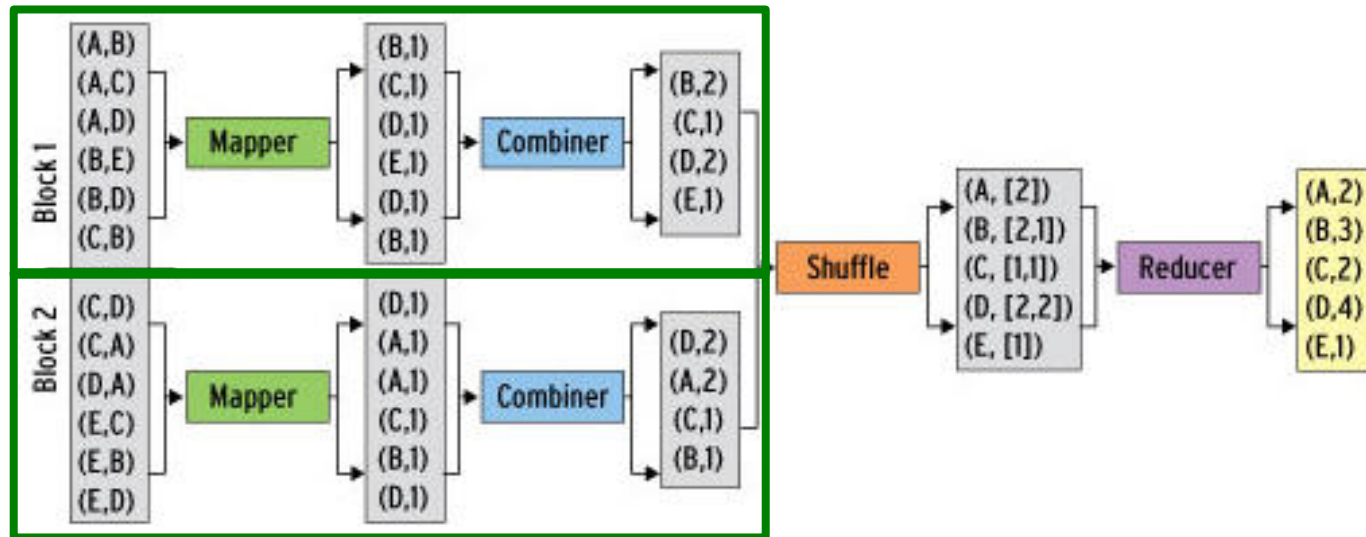 Block 1
(A,B)
(A,C)
(A,D)
(B,E)
(B,D)
(C,B)
Mapper
(B,1)
(C,1)
(D,1)
(E,1)
(D,1)
(B,1)
Combiner
(B,2)
(C,1)
(D,2)
(E,1)
Block 2
(C,D)
(C,A)
(D,A)
(E,C)
(E,B)
(E,D)
Mapper
(D,1)
(A,1)
(A,1)
(C,1)
(B,1)
(D,1)
Combiner
(D,2)
(A,2)
(C,1)
(B,1)
Shuffle
(A, [2])
(B, [2,1])
(C, [1,1])
(D, [2,2])
(E, [1])
Reducer
(A,2)
(B,3)
(C,2)
(D,4)
(E,1)